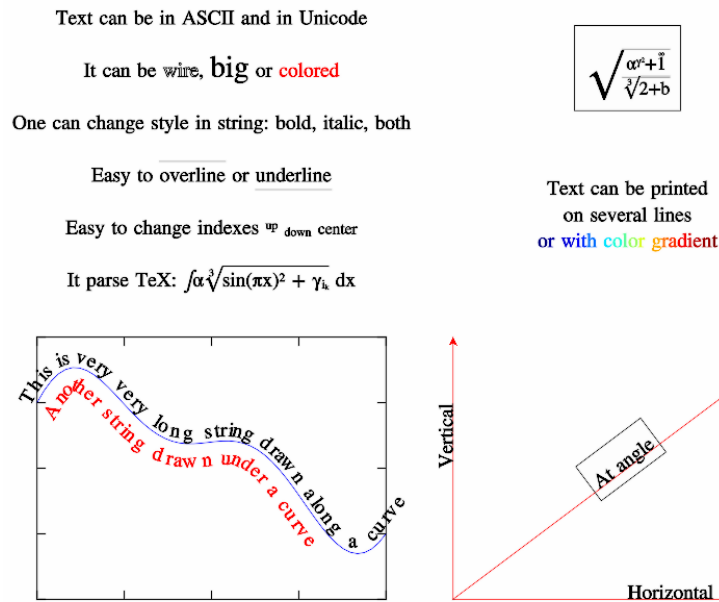 Text can be in ASCII and in Unicode
It can be wire, big or colored
One can change style in string: bold, italic, both
Easy to overline or underline
Easy to change indexes up down center
It parse TeX: ∫α∛sin(πx)² + γᵢₖ dx
√α^γ²+1̊ / ∛2+b
Text can be printed
on several lines
or with color gradient
This is very very long string drawn along a curve
Another string drawn under a curve
Vertical
At angle
Horizontal